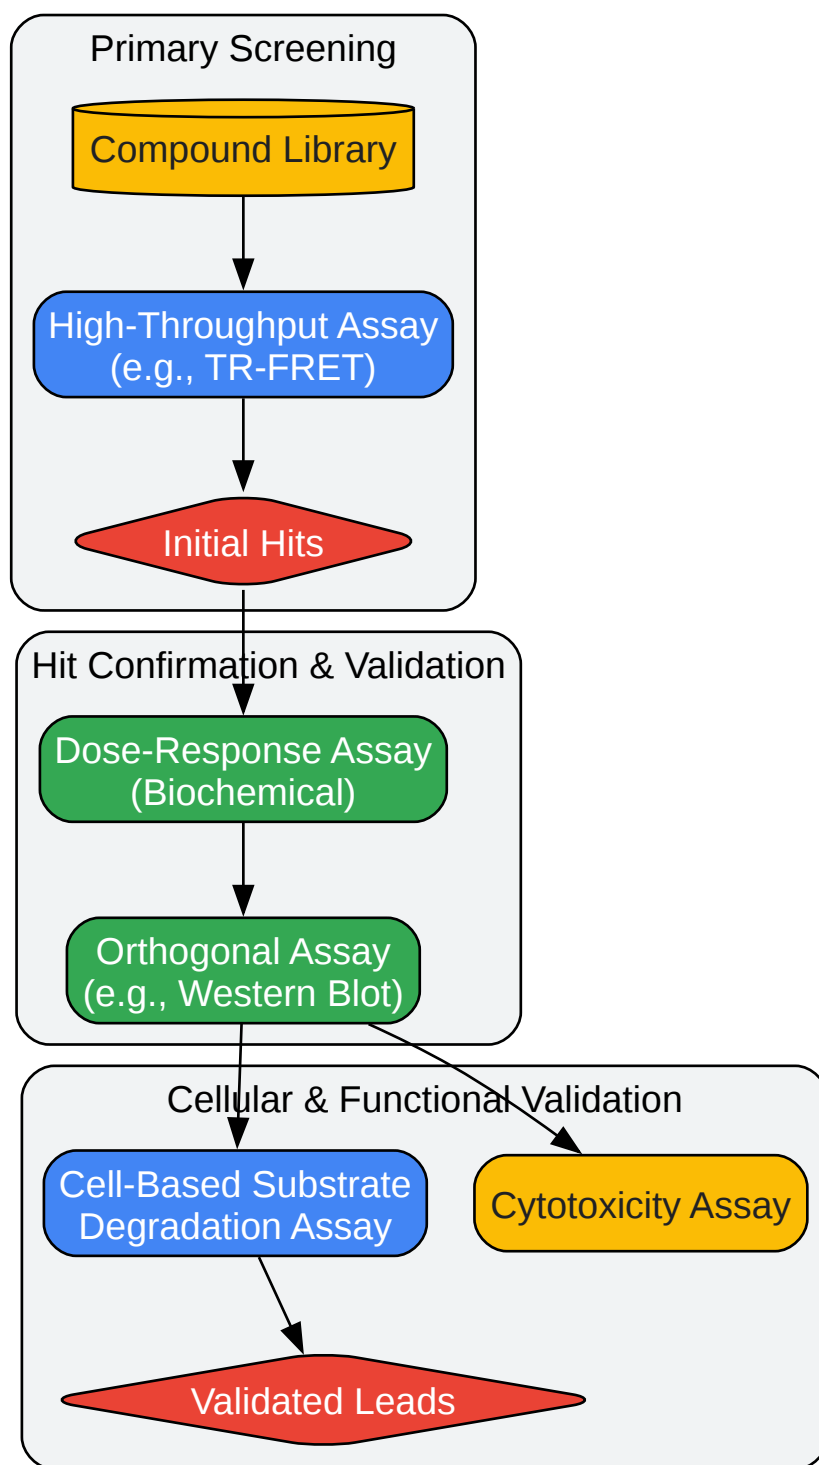 Primary Screening
Compound Library
High-Throughput Assay
(e.g., TR-FRET)
Initial Hits
Hit Confirmation & Validation
Dose-Response Assay
(Biochemical)
Orthogonal Assay
(e.g., Western Blot)
Cellular & Functional Validation
Cell-Based Substrate
Degradation Assay
Cytotoxicity Assay
Validated Leads